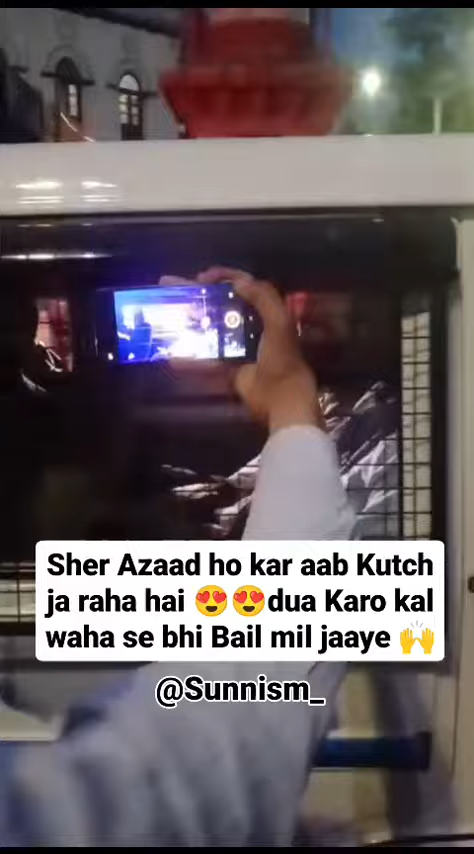 Sher Azaad ho kar aab Kutch
ja raha hai 😍😍dua Karo kal
waha se bhi Bail mil jaaye 🙌
@Sunnism_